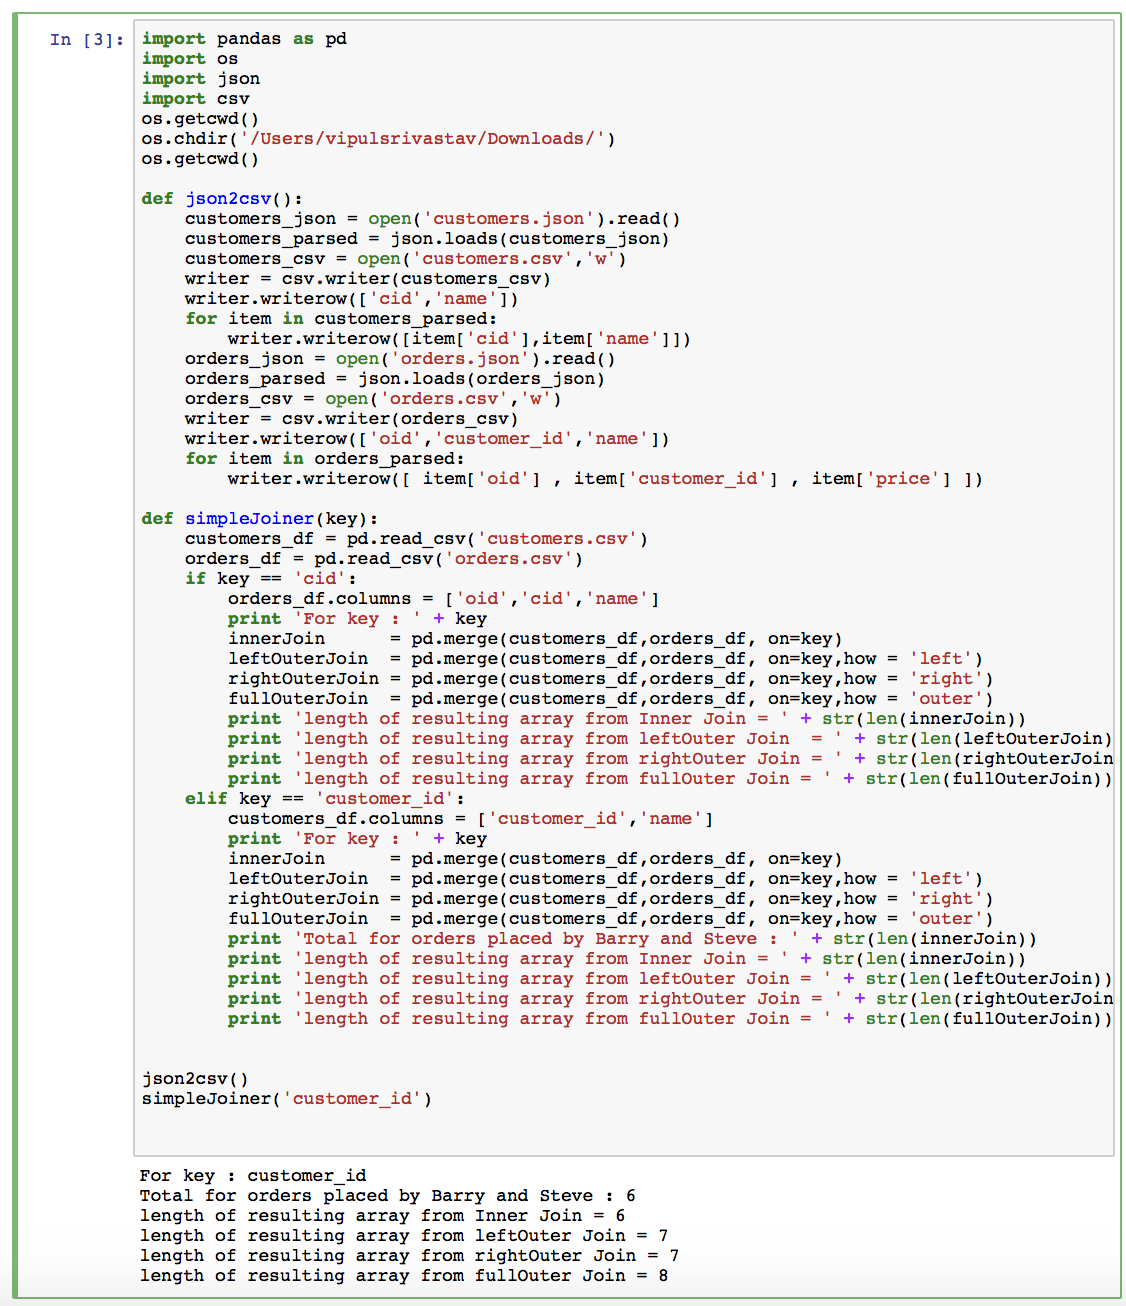 In [3]:
import pandas as pd
import os
import json
import csv
os.getcwd()
os.chdir('/Users/vipulsrivastav/Downloads/')
os.getcwd()
def json2csv():
    customers_json = open('customers.json').read()
    customers_parsed = json.loads(customers_json)
    customers_csv = open('customers.csv','w')
    writer = csv.writer(customers_csv)
    writer.writerow(['cid','name'])
    for item in customers_parsed:
        writer.writerow([item['cid'],item['name']])
    orders_json = open('orders.json').read()
    orders_parsed = json.loads(orders_json)
    orders_csv = open('orders.csv','w')
    writer = csv.writer(orders_csv)
    writer.writerow(['oid','customer_id','name'])
    for item in orders_parsed:
        writer.writerow([ item['oid'] , item['customer_id'] , item['price'] ])
def simpleJoiner(key):
    customers_df = pd.read_csv('customers.csv')
    orders_df = pd.read_csv('orders.csv')
    if key == 'cid':
        orders_df.columns = ['oid','cid','name']
        print 'For key : ' + key
        innerJoin      = pd.merge(customers_df,orders_df, on=key)
        leftOuterJoin  = pd.merge(customers_df,orders_df, on=key,how = 'left')
        rightOuterJoin = pd.merge(customers_df,orders_df, on=key,how = 'right')
        fullOuterJoin  = pd.merge(customers_df,orders_df, on=key,how = 'outer')
        print 'length of resulting array from Inner Join = ' + str(len(innerJoin))
        print 'length of resulting array from leftOuter Join  = ' + str(len(leftOuterJoin)
        print 'length of resulting array from rightOuter Join = ' + str(len(rightOuterJoin
        print 'length of resulting array from fullOuter Join = ' + str(len(fullOuterJoin))
    elif key == 'customer_id':
        customers_df.columns = ['customer_id','name']
        print 'For key : ' + key
        innerJoin      = pd.merge(customers_df,orders_df, on=key)
        leftOuterJoin  = pd.merge(customers_df,orders_df, on=key,how = 'left')
        rightOuterJoin = pd.merge(customers_df,orders_df, on=key,how = 'right')
        fullOuterJoin  = pd.merge(customers_df,orders_df, on=key,how = 'outer')
        print 'Total for orders placed by Barry and Steve : ' + str(len(innerJoin))
        print 'length of resulting array from Inner Join = ' + str(len(innerJoin))
        print 'length of resulting array from leftOuter Join = ' + str(len(leftOuterJoin))
        print 'length of resulting array from rightOuter Join = ' + str(len(rightOuterJoin
        print 'length of resulting array from fullOuter Join = ' + str(len(fullOuterJoin))
json2csv()
simpleJoiner('customer_id')
For key : customer_id
Total for orders placed by Barry and Steve : 6
length of resulting array from Inner Join = 6
length of resulting array from leftOuter Join = 7
length of resulting array from rightOuter Join = 7
length of resulting array from fullOuter Join = 8